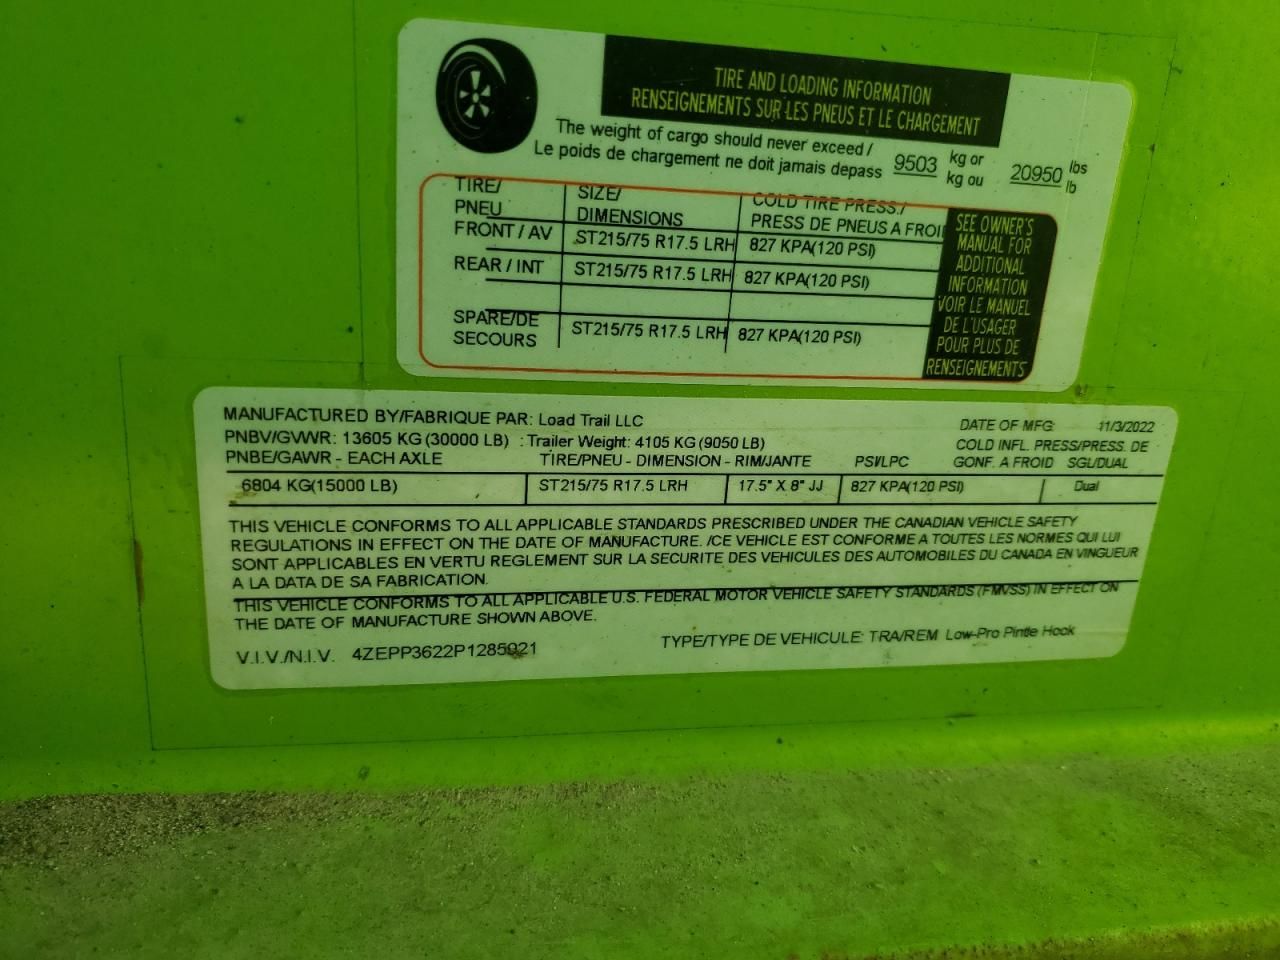 TIRE AND LOADING INFORMATION
RENSEIGNEMENTS SUR LES PNEUS ET LE CHARGEMENT
The weight of cargo should never exceed / 9503 kg or 20950 lbs
Le poids de chargement ne doit jamais depass kg ou lb
TIRE/ SIZE/ COLD TIRE PRESS./
PNEU DIMENSIONS PRESS DE PNEUS A FROI
FRONT / AV ST215/75 R17.5 LRH 827 KPA(120 PSI)
REAR / INT ST215/75 R17.5 LRH 827 KPA(120 PSI)
SPARE/DE
SECOURS ST215/75 R17.5 LRH 827 KPA(120 PSI)
SEE OWNER'S
MANUAL FOR
ADDITIONAL
INFORMATION
VOIR LE MANUEL
DE L'USAGER
POUR PLUS DE
RENSEIGNEMENTS
MANUFACTURED BY/FABRIQUE PAR: Load Trail LLC DATE OF MFG 11/3/2022
PNBV/GVWR: 13605 KG (30000 LB) : Trailer Weight: 4105 KG (9050 LB) COLD INFL. PRESS/PRESS. DE
PNBE/GAWR - EACH AXLE TIRE/PNEU - DIMENSION - RIM/JANTE PSI/LPC GONF. A FROID SGL/DUAL
6804 KG(15000 LB) ST215/75 R17.5 LRH 17.5" X 8" JJ 827 KPA(120 PSI) Dual
THIS VEHICLE CONFORMS TO ALL APPLICABLE STANDARDS PRESCRIBED UNDER THE CANADIAN VEHICLE SAFETY
REGULATIONS IN EFFECT ON THE DATE OF MANUFACTURE. /CE VEHICLE EST CONFORME A TOUTES LES NORMES QUI LUI
SONT APPLICABLES EN VERTU REGLEMENT SUR LA SECURITE DES VEHICULES DES AUTOMOBILES DU CANADA EN VINGUEUR
A LA DATA DE SA FABRICATION.
THIS VEHICLE CONFORMS TO ALL APPLICABLE U.S. FEDERAL MOTOR VEHICLE SAFETY STANDARDS (FMVSS) IN EFFECT ON
THE DATE OF MANUFACTURE SHOWN ABOVE.
V.I.V./N.I.V. 4ZEPP3622P1285921 TYPE/TYPE DE VEHICULE: TRA/REM Low-Pro Pintle Hook